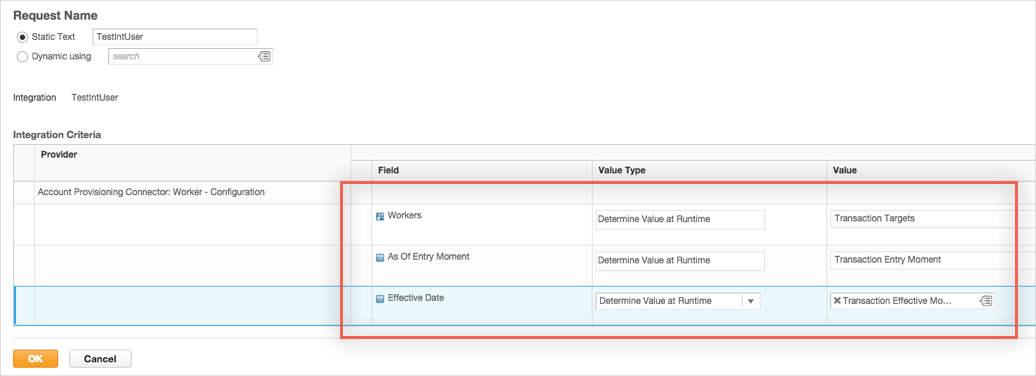 Request Name
Static Text TestIntUser
Dynamic using search
Integration TestIntUser
Integration Criteria
Provider
Field Value Type Value
Account Provisioning Connector: Worker - Configuration
Workers Determine Value at Runtime Transaction Targets
As Of Entry Moment Determine Value at Runtime Transaction Entry Moment
Effective Date Determine Value at Runtime Transaction Effective Mo...
OK Cancel